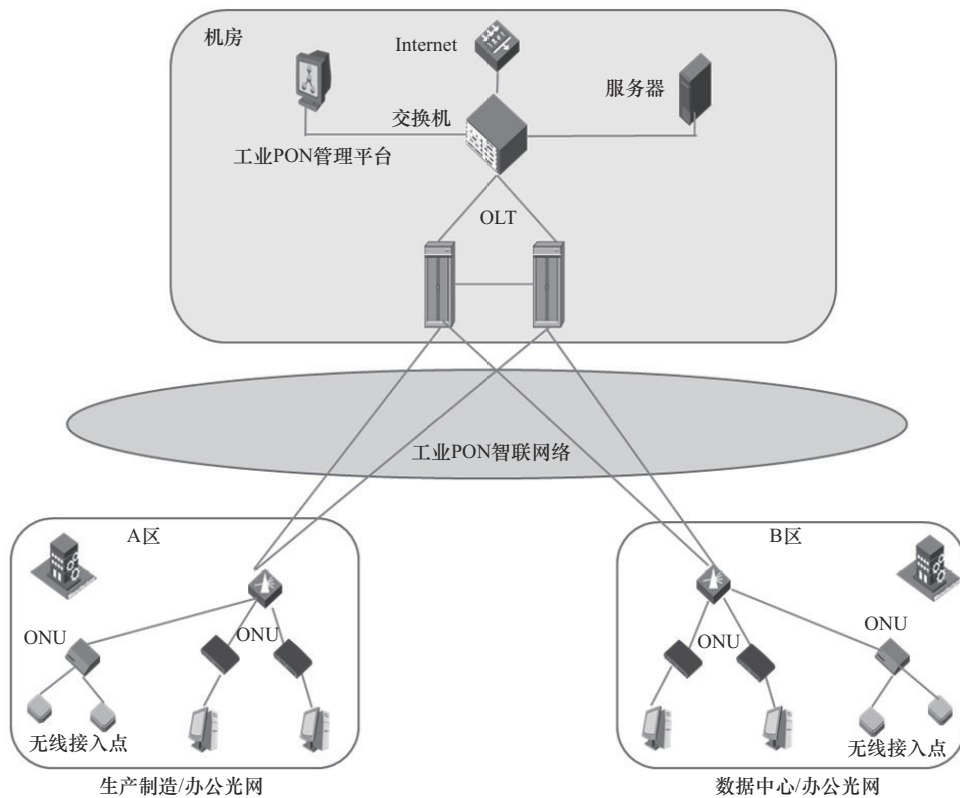 机房
Internet
服务器
交换机
工业PON管理平台
OLT
工业PON智联网络
A区
ONU
ONU
无线接入点
生产制造/办公光网
B区
ONU
ONU
无线接入点
数据中心/办公光网